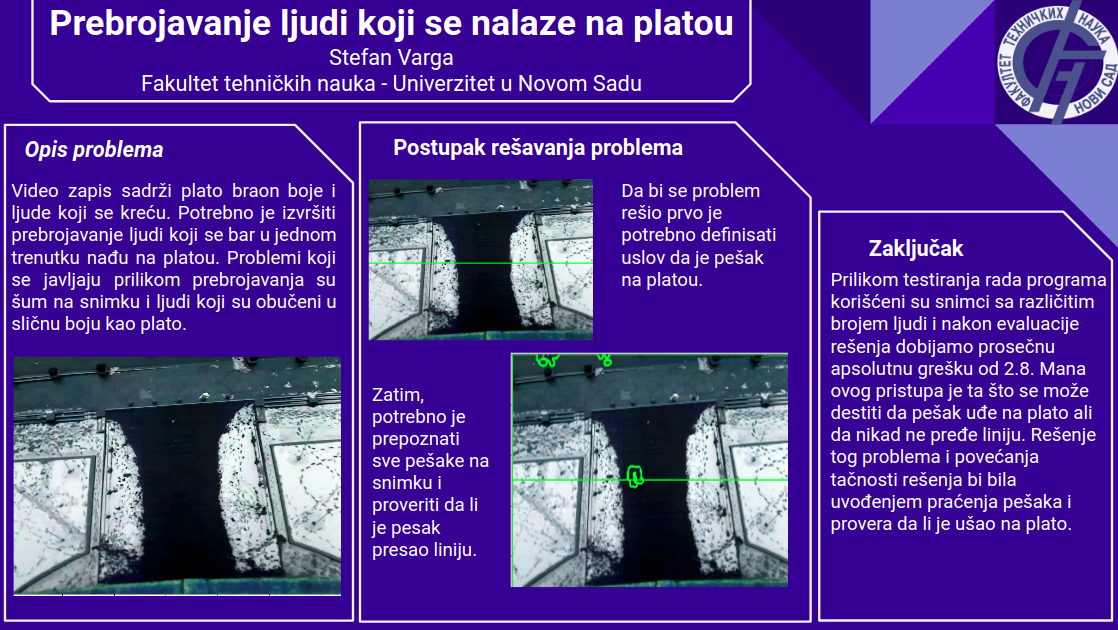 Prebrojavanje ljudi koji se nalaze na platou
Stefan Varga
Fakultet tehničkih nauka - Univerzitet u Novom Sadu
ФАКУЛТЕТ ТЕХНИЧКИХ НАУКА
НОВИ САД
Opis problema
Video zapis sadrži plato braon boje i
ljude koji se kreću. Potrebno je izvršiti
prebrojavanje ljudi koji se bar u jednom
trenutku nađu na platou. Problemi koji
se javljaju prilikom prebrojavanja su
šum na snimku i ljudi koji su obučeni u
sličnu boju kao plato.
Postupak rešavanja problema
Da bi se problem
rešio prvo je
potrebno definisati
uslov da je pešak
na platou.
Zatim,
potrebno je
prepoznati
sve pešake na
snimku i
proveriti da li
je pesak
presao liniju.
Zaključak
Prilikom testiranja rada programa
korišćeni su snimci sa različitim
brojem ljudi i nakon evaluacije
rešenja dobijamo prosečnu
apsolutnu grešku od 2.8. Mana
ovog pristupa je ta što se može
destiti da pešak uđe na plato ali
da nikad ne pređe liniju. Rešenje
tog problema i povećanja
tačnosti rešenja bi bila
uvođenjem praćenja pešaka i
provera da li je ušao na plato.